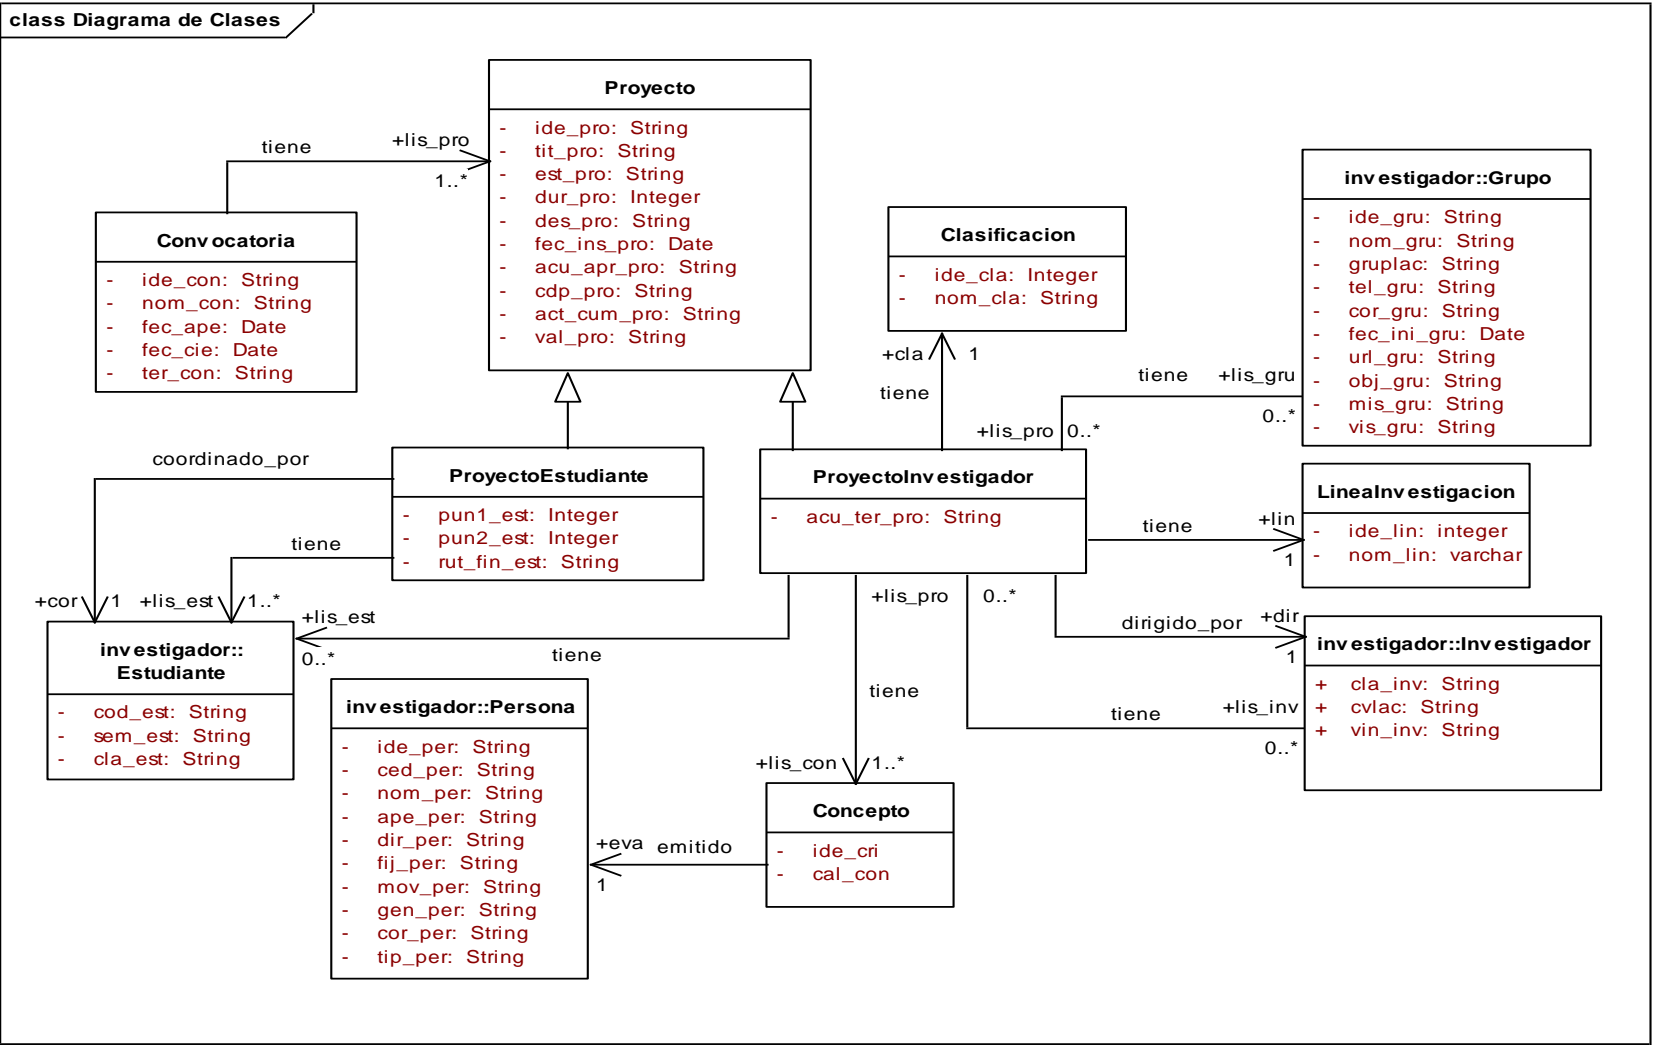 class Diagrama de Clases
Proyecto
- ide_pro: String
- tit_pro: String
- est_pro: String
- dur_pro: Integer
- des_pro: String
- fec_ins_pro: Date
- acu_apr_pro: String
- cdp_pro: String
- act_cum_pro: String
- val_pro: String
tiene
+lis_pro
1..*
Convocatoria
- ide_con: String
- nom_con: String
- fec_ape: Date
- fec_cie: Date
- ter_con: String
Clasificacion
- ide_cla: Integer
- nom_cla: String
+cla
1
tiene
investigador::Grupo
- ide_gru: String
- nom_gru: String
- gruplac: String
- tel_gru: String
- cor_gru: String
- fec_ini_gru: Date
- url_gru: String
- obj_gru: String
- mis_gru: String
- vis_gru: String
tiene
+lis_gru
0..*
+lis_pro
0..*
coordinado_por
ProyectoEstudiante
- pun1_est: Integer
- pun2_est: Integer
- rut_fin_est: String
tiene
ProyectoInvestigador
- acu_ter_pro: String
LineaInvestigacion
- ide_lin: integer
- nom_lin: varchar
tiene
+lin
1
+cor
1
+lis_est
1..*
+lis_est
0..*
tiene
+lis_pro
0..*
dirigido_por
+dir
1
investigador::
Estudiante
- cod_est: String
- sem_est: String
- cla_est: String
investigador::Persona
- ide_per: String
- ced_per: String
- nom_per: String
- ape_per: String
- dir_per: String
- fij_per: String
- mov_per: String
- gen_per: String
- cor_per: String
- tip_per: String
investigador::Investigador
+ cla_inv: String
+ cvlac: String
+ vin_inv: String
tiene
tiene
+lis_inv
0..*
+lis_con
1..*
Concepto
- ide_cri
- cal_con
+eva
emitido
1